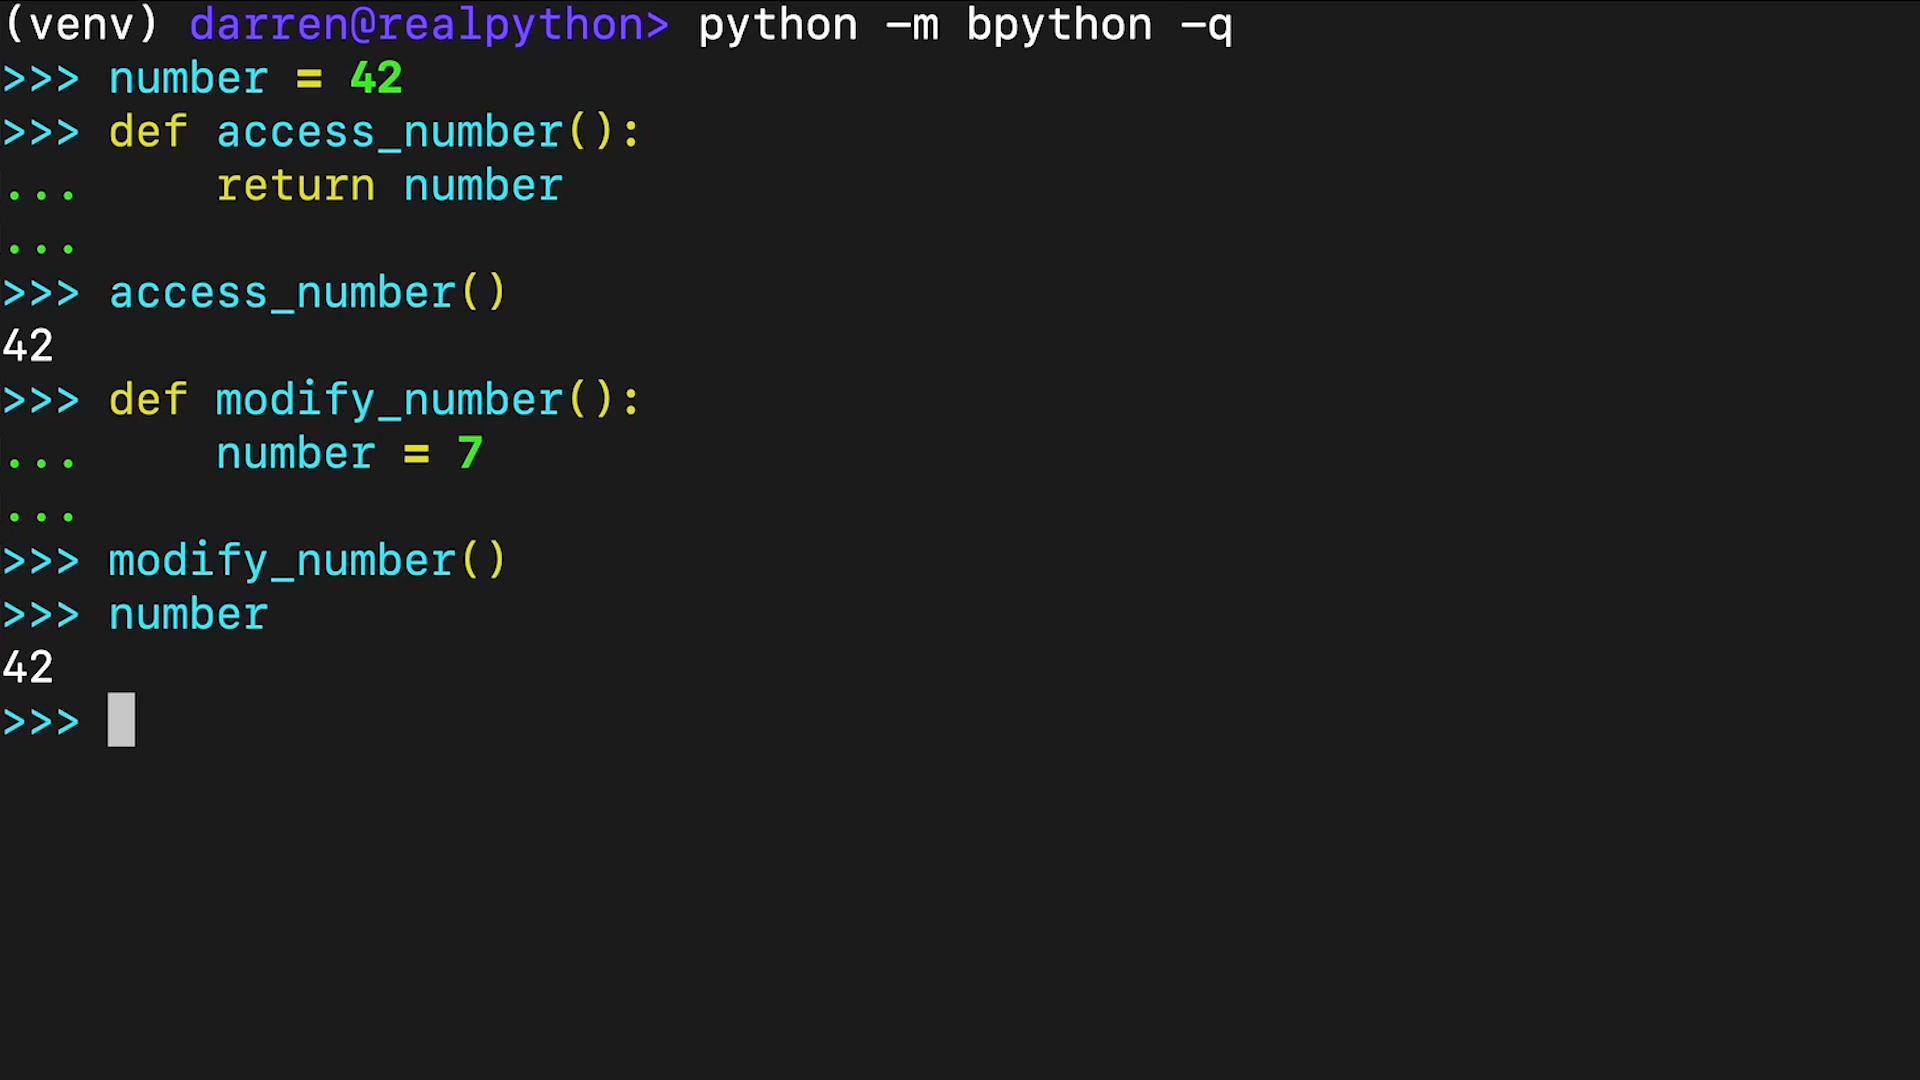 (venv) darren@realpython> python -m bpython -q
>>> number = 42
>>> def access_number():
...     return number
...
>>> access_number()
42
>>> def modify_number():
...     number = 7
...
>>> modify_number()
>>> number
42
>>>